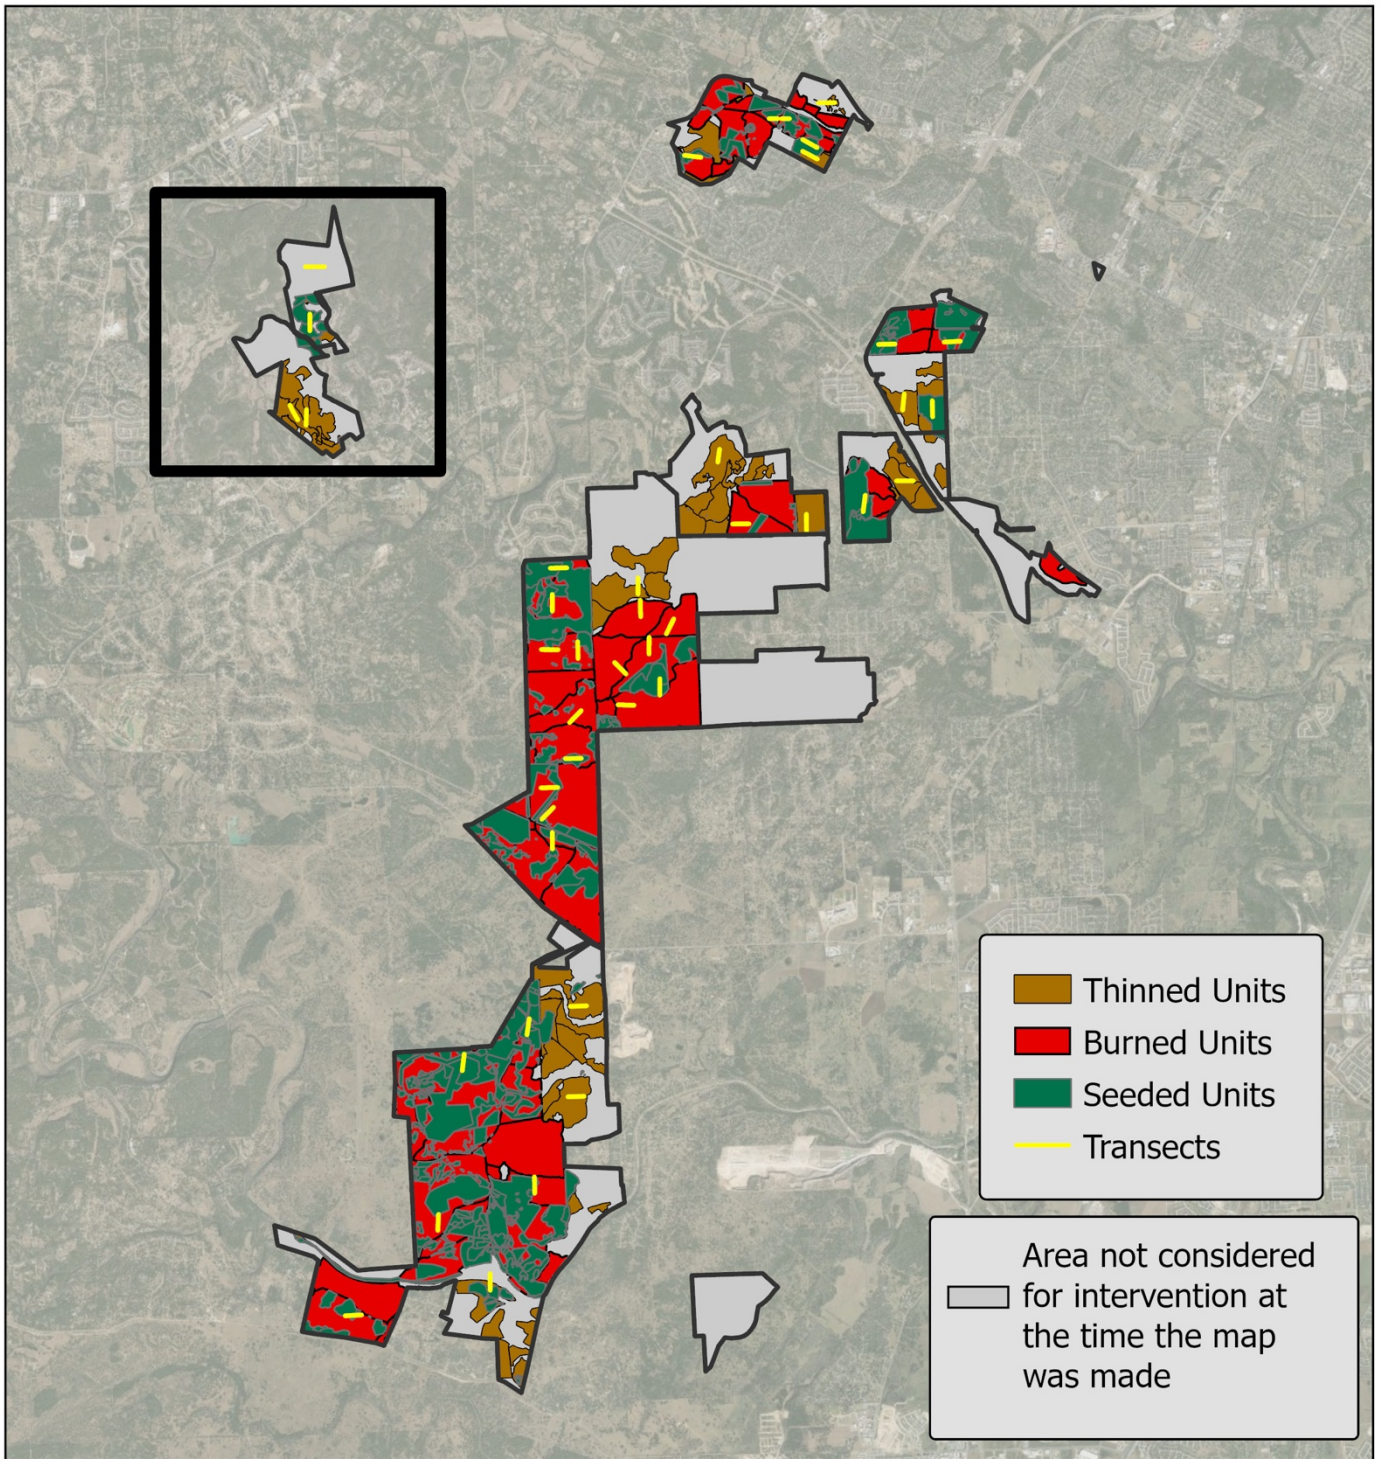 Thinned Units
Burned Units
Seeded Units
Transects
Area not considered
for intervention at
the time the map
was made